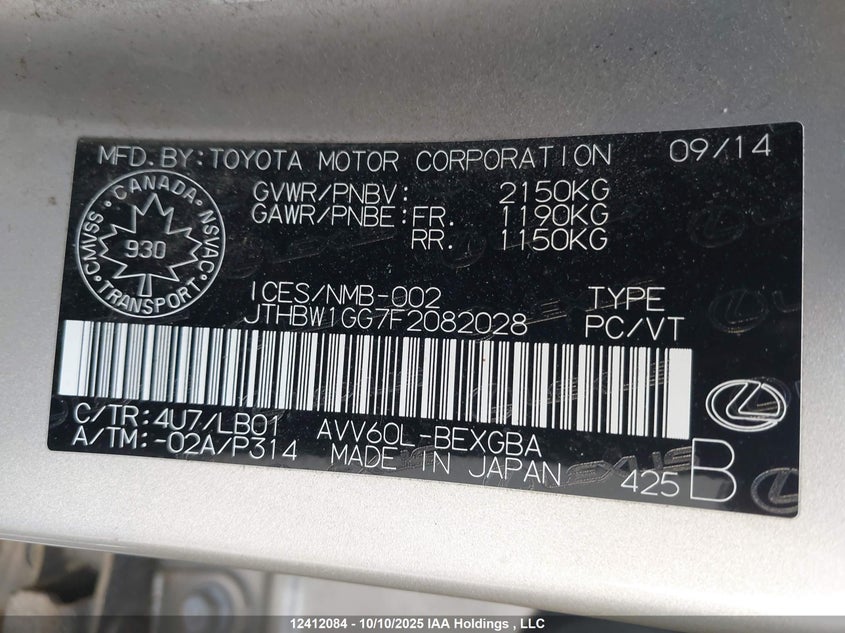 MFD.BY:TOYOTA MOTOR CORPORATION 09/14
GVWR/PNBV: 2150KG
GAWR/PNBE:FR. 1190KG
RR. 1150KG
CANADA
CMVSS 930 NSVAC
TRANSPORT
ICES/NMB-002 TYPE
JTHBW1GG7F2082028 PC/VT
C/TR:4U7/LB01 AVV60L-BEXGBA
A/TM:-02A/P314 MADE IN JAPAN 425 B
LEXUS
12412084 - 10/10/2025 IAA Holdings , LLC